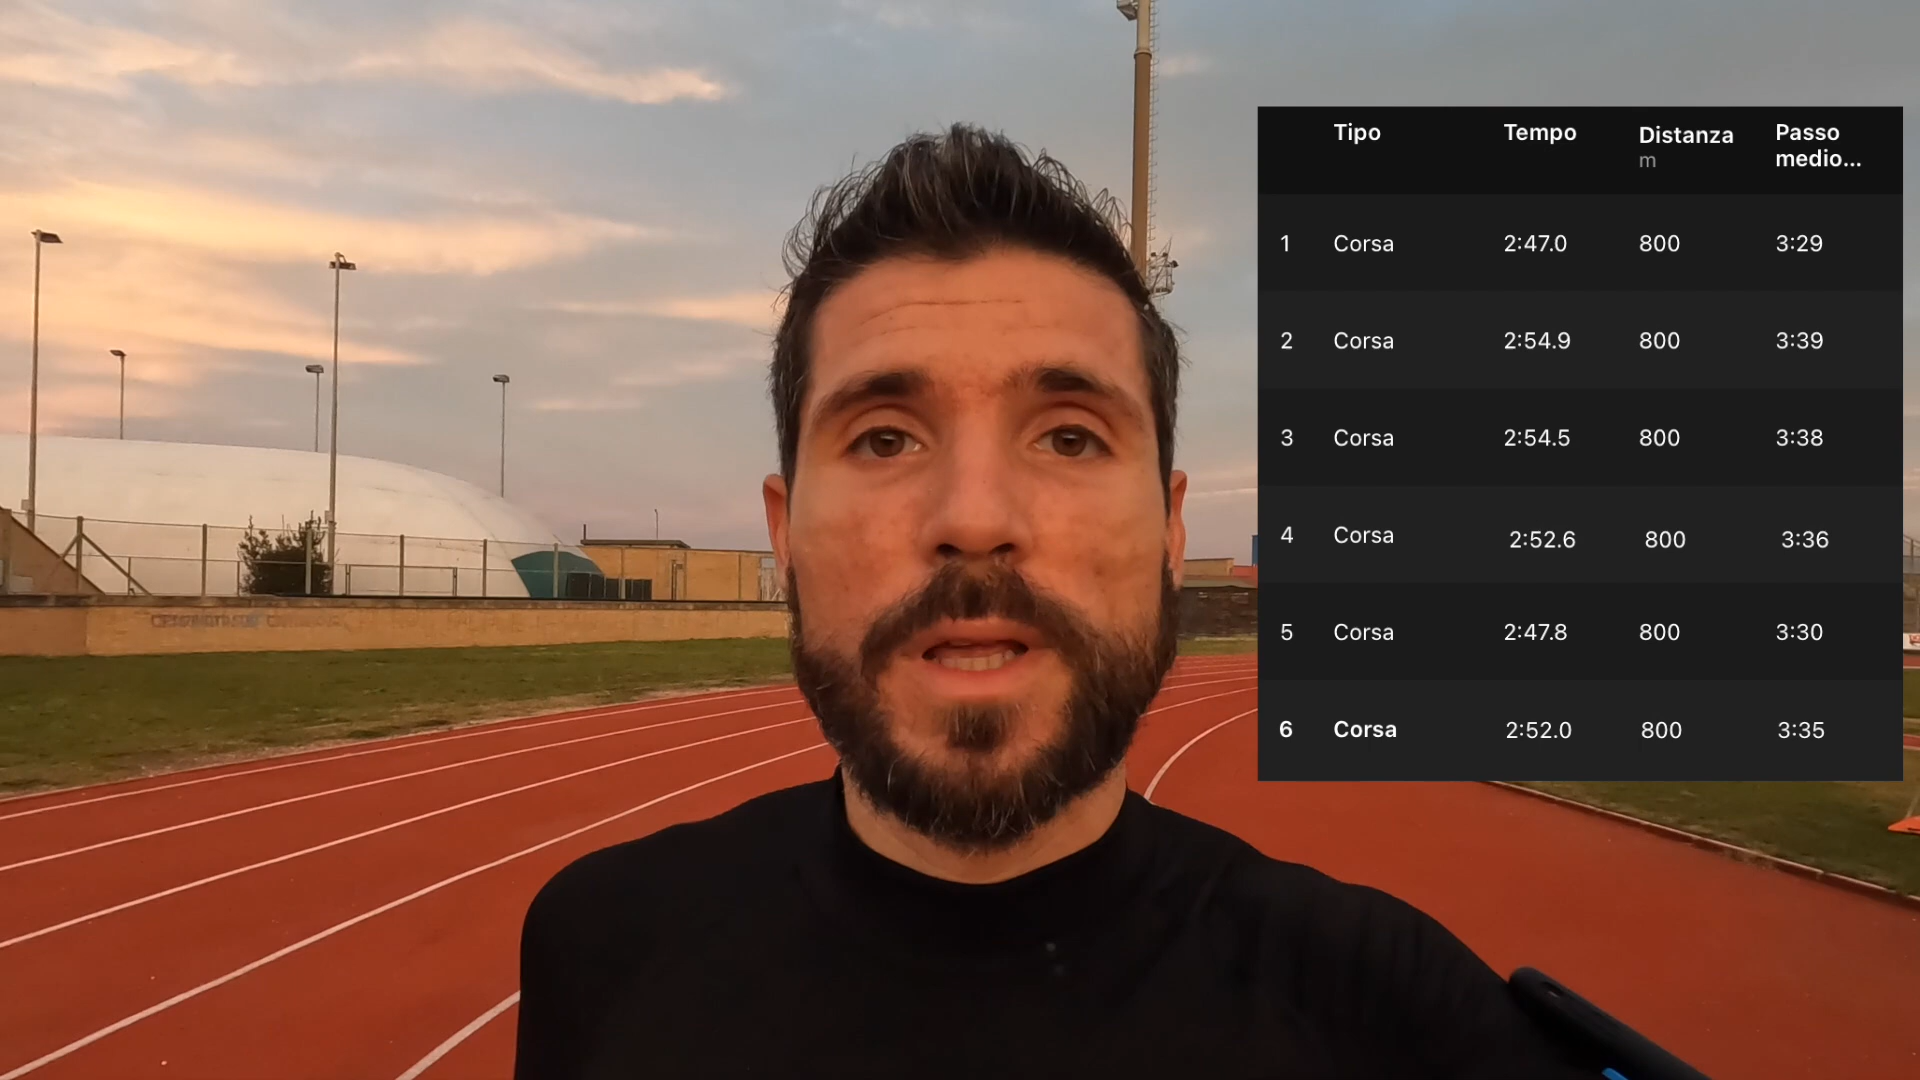 Tipo Tempo Distanza Passo
m medio...
1 Corsa 2:47.0 800 3:29
2 Corsa 2:54.9 800 3:39
3 Corsa 2:54.5 800 3:38
4 Corsa 2:52.6 800 3:36
5 Corsa 2:47.8 800 3:30
6 Corsa 2:52.0 800 3:35